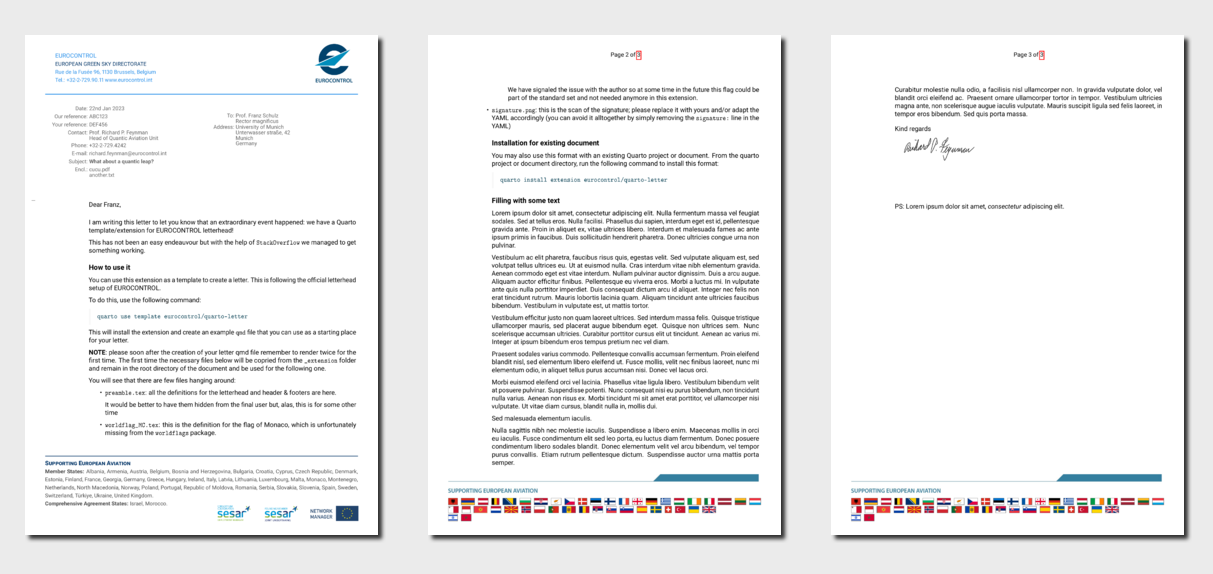 EUROCONTROL
EUROPEAN GREEN SKY DIRECTORATE
Rue de la Fusée 96, 1130 Brussels, Belgium
Tel.: +32-2-729.90.11 www.eurocontrol.int
EUROCONTROL
Date: 22nd Jan 2023
Our reference: ABC123
Your reference: DEF456
Contact: Prof. Richard P. Feynman
Head of Quantic Aviation Unit
Phone: +32-2-729.4242
E-mail: richard.feynman@eurocontrol.int
Subject: What about a quantic leap?
Encl.: cucu.pdf
another.txt
To: Prof. Franz Schulz
Rector magnificus
Address: University of Munich
Unterwasser straße, 42
Munich
Germany
Dear Franz,
I am writing this letter to let you know that an extraordinary event happened: we have a Quarto
template/extension for EUROCONTROL letterhead!
This has not been an easy endeauvour but with the help of StackOverflow we managed to get
something working.
How to use it
You can use this extension as a template to create a letter. This is following the official letterhead
setup of EUROCONTROL.
To do this, use the following command:
quarto use template eurocontrol/quarto-letter
This will install the extension and create an example qmd file that you can use as a starting place
for your letter.
NOTE: please soon after the creation of your letter qmd file remember to render twice for the
first time. The first time the necessary files below will be copried from the _extension folder
and remain in the root directory of the document and be used for the following one.
You will see that there are few files hanging around:
• preamble.tex: all the definitions for the letterhead and header & footers are here.
It would be better to have them hidden from the final user but, alas, this is for some other
time
• worldflag_MC.tex: this is the definition for the flag of Monaco, which is unfortunately
missing from the worldflags package.
SUPPORTING EUROPEAN AVIATION
Member States: Albania, Armenia, Austria, Belgium, Bosnia and Herzegovina, Bulgaria, Croatia, Cyprus, Czech Republic, Denmark,
Estonia, Finland, France, Georgia, Germany, Greece, Hungary, Ireland, Italy, Latvia, Lithuania, Luxembourg, Malta, Monaco, Montenegro,
Netherlands, North Macedonia, Norway, Poland, Portugal, Republic of Moldova, Romania, Serbia, Slovakia, Slovenia, Spain, Sweden,
Switzerland, Türkiye, Ukraine, United Kingdom.
Comprehensive Agreement States: Israel, Morocco.
sesar
sesar
NETWORK
MANAGER
Page 2 of 3
We have signaled the issue with the author so at some time in the future this flag could be
part of the standard set and not needed anymore in this extension.
• signature.png: this is the scan of the signature; please replace it with yours and/or adapt the
YAML accordingly (you can avoid it altogether by simply removing the signature: line in the
YAML)
Installation for existing document
You may also use this format with an existing Quarto project or document. From the quarto
project or document directory, run the following command to install this format:
quarto install extension eurocontrol/quarto-letter
Filling with some text
Lorem ipsum dolor sit amet, consectetur adipiscing elit. Nulla fermentum massa vel feugiat
sodales. Sed at tellus eros. Nulla facilisi. Phasellus dui sapien, interdum eget est id, pellentesque
gravida ante. Proin in aliquet ex, vitae ultrices libero. Interdum et malesuada fames ac ante
ipsum primis in faucibus. Duis sollicitudin hendrerit pharetra. Donec ultricies congue urna non
pulvinar.
Vestibulum ac elit pharetra, faucibus risus quis, egestas velit. Sed vulputate aliquam est, sed
volutpat tellus ultrices eu. Ut at euismod nulla. Cras interdum vitae nibh elementum gravida.
Aenean commodo eget est vitae interdum. Nullam pulvinar auctor dignissim. Duis a arcu augue.
Aliquam auctor efficitur finibus. Pellentesque eu viverra eros. Morbi a luctus mi. In vulputate
ante quis nulla porttitor imperdiet. Duis consequat dictum arcu id aliquet. Integer nec felis non
erat tincidunt rutrum. Mauris lobortis lacinia quam. Aliquam tincidunt ante ultricies faucibus
bibendum. Vestibulum in vulputate est, ut mattis tortor.
Vestibulum efficitur justo non quam laoreet ultrices. Sed interdum massa felis. Quisque tristique
ullamcorper mauris, sed placerat augue bibendum eget. Quisque non ultrices sem. Nunc
scelerisque accumsan ultricies. Curabitur porttitor cursus elit ut tincidunt. Aenean ac varius mi.
Integer at ipsum bibendum eros tempus pretium nec vel diam.
Praesent sodales varius commodo. Pellentesque convallis accumsan fermentum. Proin eleifend
blandit nisl, sed elementum libero eleifend ut. Fusce mollis, velit nec finibus laoreet, nunc mi
elementum odio, in aliquet tellus purus accumsan nisi. Donec vel lacus orci.
Morbi euismod eleifend orci vel lacinia. Phasellus vitae ligula libero. Vestibulum bibendum velit
at posuere pulvinar. Suspendisse potenti. Nunc consequat nisi eu purus bibendum, non tincidunt
nulla varius. Aenean non risus ex. Morbi tincidunt mi sit amet erat porttitor, vel ullamcorper nisl
vulputate. Ut vitae diam cursus, blandit nulla in, mollis dui.
Sed malesuada elementum iaculis.
Nulla sagittis nibh nec molestie iaculis. Suspendisse a libero enim. Maecenas mollis in orci
eu iaculis. Fusce condimentum elit sed leo porta, eu luctus diam fermentum. Donec posuere
condimentum libero sodales blandit. Donec elementum velit vel arcu bibendum, vel tempor
purus convallis. Etiam rutrum pellentesque dictum. Suspendisse auctor urna mattis porta
semper.
SUPPORTING EUROPEAN AVIATION
Page 3 of 3
Curabitur molestie nulla odio, a facilisis nisl ullamcorper non. In gravida vulputate dolor, vel
blandit orci eleifend ac. Praesent ornare ullamcorper tortor in tempor. Vestibulum ultricies
magna ante, non scelerisque augue iaculis vulputate. Mauris suscipit ligula sed felis laoreet, in
tempor eros bibendum. Sed quis porta massa.
Kind regards
Richard P. Feynman
PS: Lorem ipsum dolor sit amet, consectetur adipiscing elit.
SUPPORTING EUROPEAN AVIATION